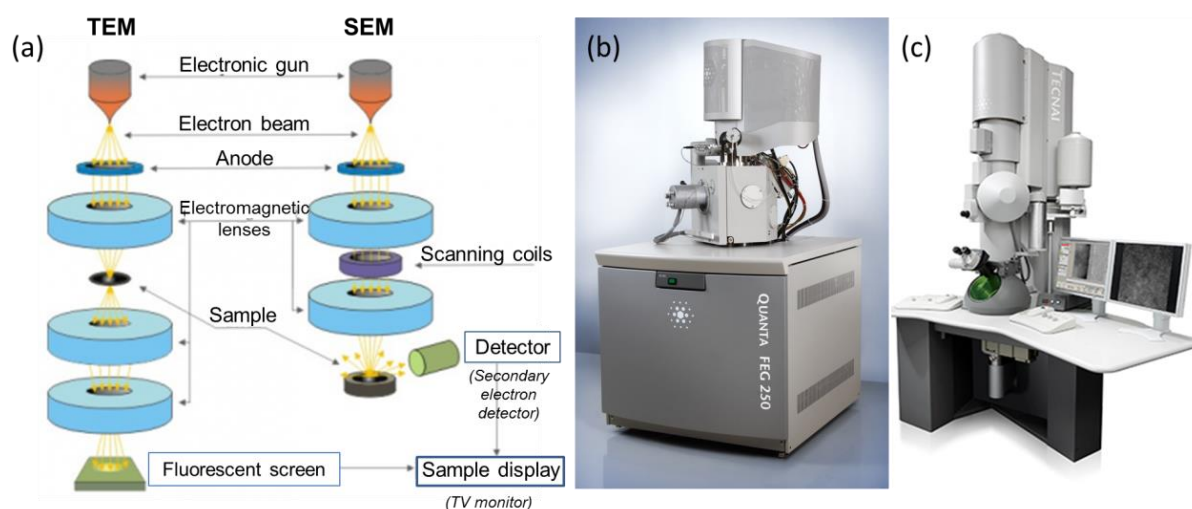 (a)
TEM
SEM
Electronic gun
Electron beam
Anode
Electromagnetic
lenses
Scanning coils
Sample
Detector
(Secondary
electron
detector)
Fluorescent screen
Sample display
(TV monitor)
(b)
QUANTA FEG 250
(c)
TECNAI